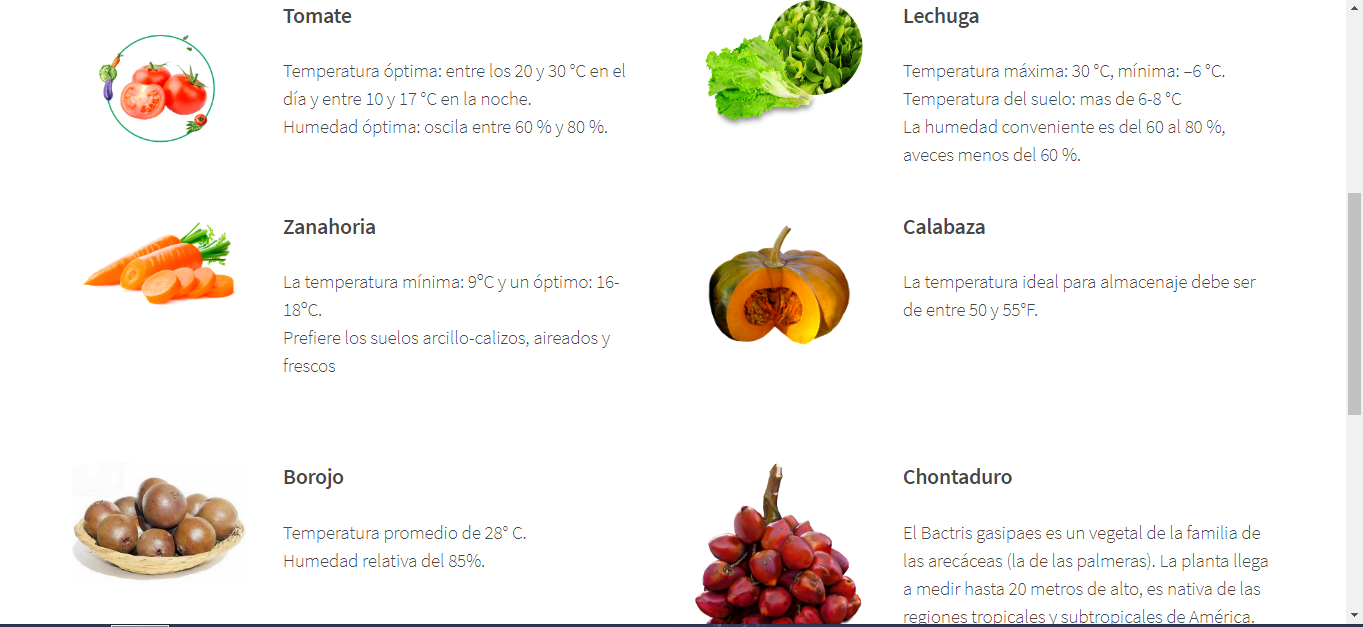 Tomate
Temperatura óptima: entre los 20 y 30 °C en el
día y entre 10 y 17 °C en la noche.
Humedad óptima: oscila entre 60 % y 80 %.
Lechuga
Temperatura máxima: 30 °C, mínima: –6 °C.
Temperatura del suelo: mas de 6-8 °C
La humedad conveniente es del 60 al 80 %,
aveces menos del 60 %.
Zanahoria
La temperatura mínima: 9ºC y un óptimo: 16-
18ºC.
Prefiere los suelos arcillo-calizos, aireados y
frescos
Calabaza
La temperatura ideal para almacenaje debe ser
de entre 50 y 55°F.
Borojo
Temperatura promedio de 28° C.
Humedad relativa del 85%.
Chontaduro
El Bactris gasipaes es un vegetal de la familia de
las arecáceas (la de las palmeras). La planta llega
a medir hasta 20 metros de alto, es nativa de las
regiones tropicales y subtropicales de América.